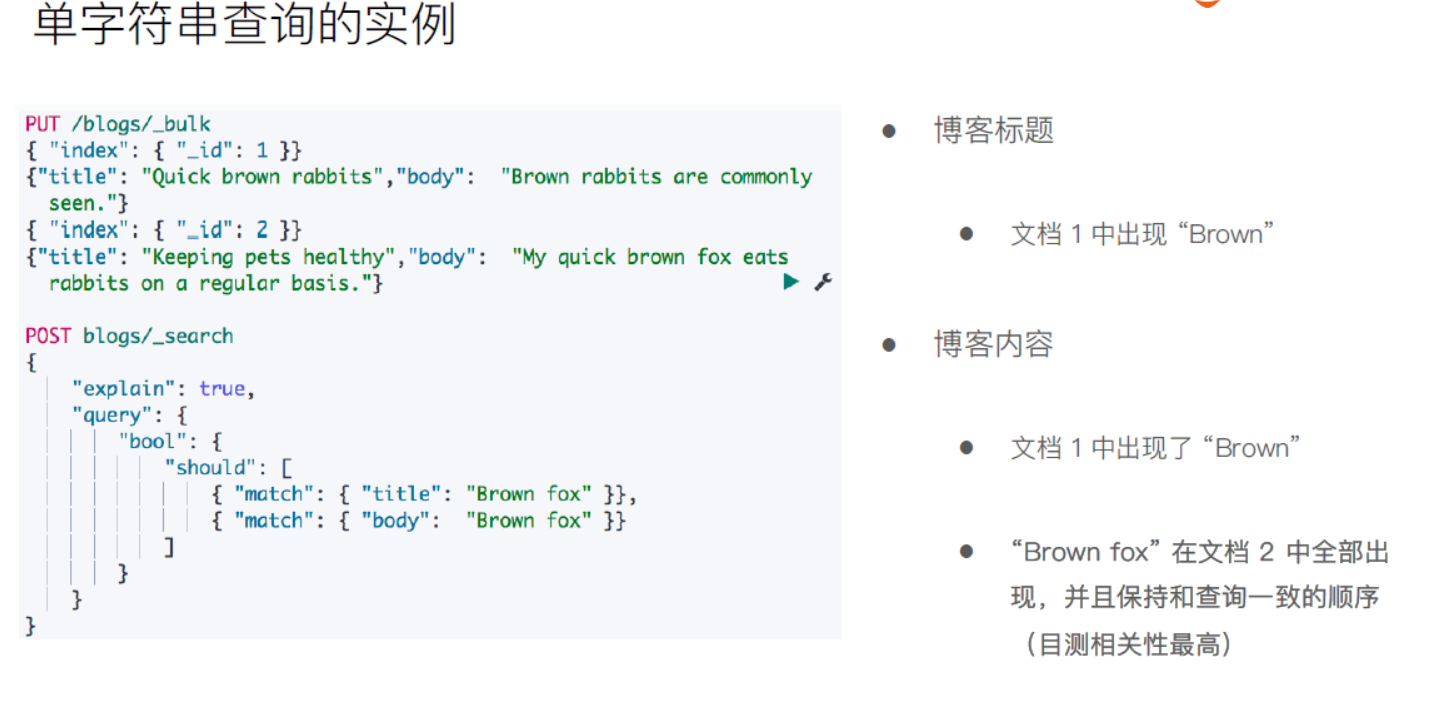 单字符串查询的实例
PUT /blogs/_bulk
{ "index": { "_id": 1 }}
{"title": "Quick brown rabbits","body":  "Brown rabbits are commonly
seen."}
{ "index": { "_id": 2 }}
{"title": "Keeping pets healthy","body":  "My quick brown fox eats
rabbits on a regular basis."}
POST blogs/_search
{
"explain": true,
"query": {
"bool": {
"should": [
{ "match": { "title": "Brown fox" }},
{ "match": { "body":  "Brown fox" }}
]
}
}
}
● 博客标题
● 文档 1 中出现 “Brown”
● 博客内容
● 文档 1 中出现了 “Brown”
● “Brown fox” 在文档 2 中全部出
现，并且保持和查询一致的顺序
（目测相关性最高）